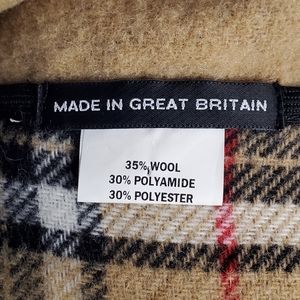 MADE IN GREAT BRITAIN
35% WOOL
30% POLYAMIDE
30% POLYESTER